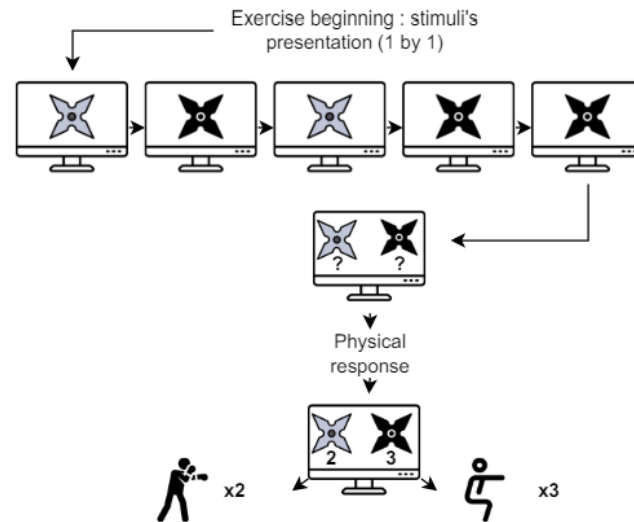 Exercise beginning : stimuli's
presentation (1 by 1)
? ?
Physical
response
2 3
x2 x3